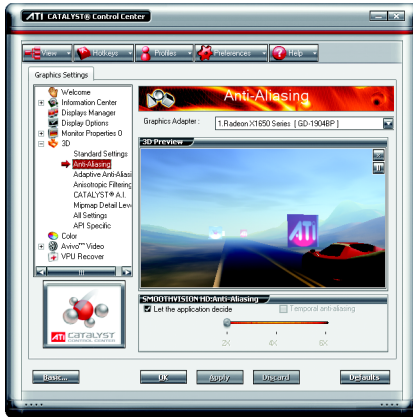 ATI CATALYST® Control Center
View Hotkeys Profiles Preferences Help
Graphics Settings
Welcome
Information Center
Displays Manager
Display Options
Monitor Properties 0
3D
Standard Settings
Anti-Aliasing
Adaptive Anti-Aliasi
Anisotropic Filtering
CATALYST® A.I.
Mipmap Detail Leve
All Settings
API Specific
Color
Avivo™ Video
VPU Recover
ATI CATALYST
CONTROL CENTER
Anti-Aliasing
Graphics Adapter :
1.Radeon X1650 Series [ GD-1904BP ]
3D Preview
ATI
SMOOTHVISION HD:Anti-Aliasing
Let the application decide
Temporal anti-aliasing
2X 4X 6X
Basic...
OK
Apply
Discard
Defaults